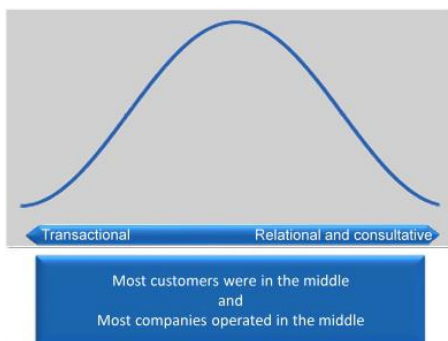 Transactional Relational and consultative
Most customers were in the middle
and
Most companies operated in the middle